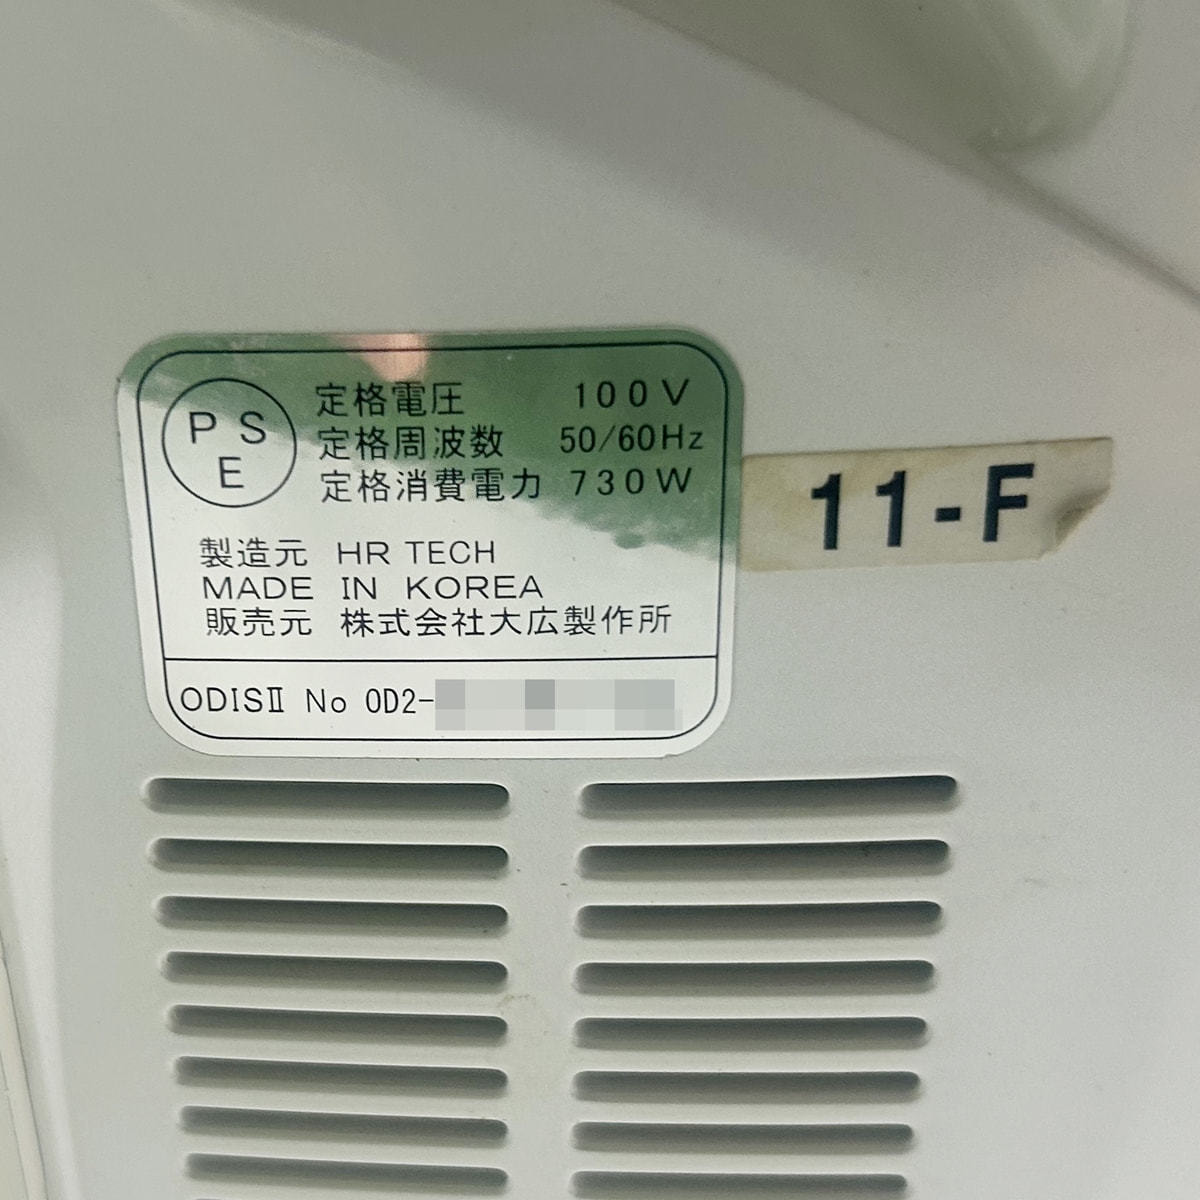 PS
E
定格電圧 100V
定格周波数 50/60Hz
定格消費電力 730W
製造元 HR TECH
MADE IN KOREA
販売元 株式会社大広製作所
ODISⅡ No OD2-
11-F